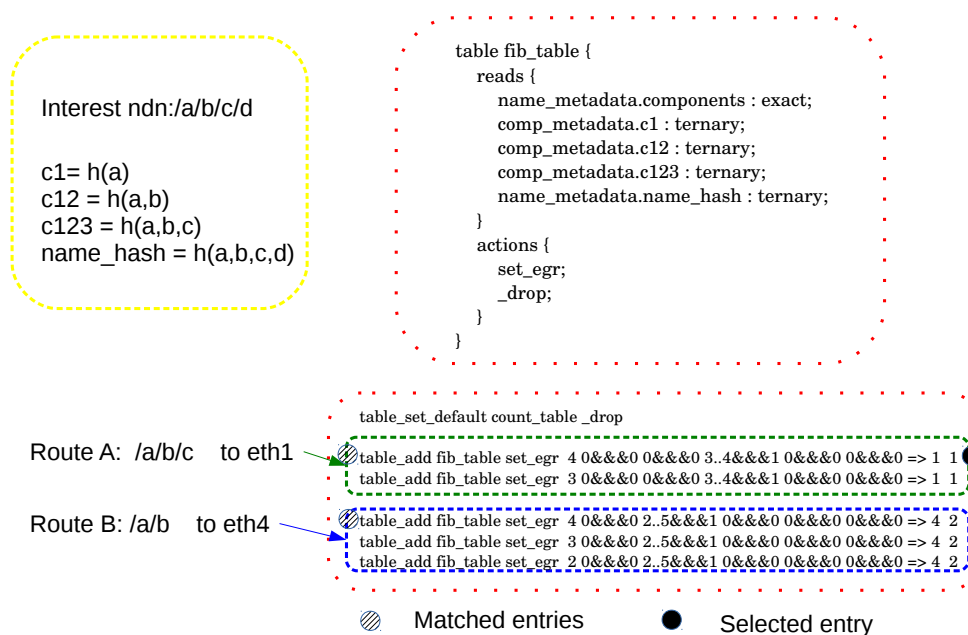 Interest ndn:/a/b/c/d
c1= h(a)
c12 = h(a,b)
c123 = h(a,b,c)
name_hash = h(a,b,c,d)
table fib_table {
reads {
name_metadata.components : exact;
comp_metadata.c1 : ternary;
comp_metadata.c12 : ternary;
comp_metadata.c123 : ternary;
name_metadata.name_hash : ternary;
}
actions {
set_egr;
_drop;
}
}
table_set_default count_table _drop
Route A: /a/b/c to eth1
table_add fib_table set_egr 4 0&&&0 0&&&0 3..4&&&1 0&&&0 0&&&0 => 1 1
table_add fib_table set_egr 3 0&&&0 0&&&0 3..4&&&1 0&&&0 0&&&0 => 1 1
Route B: /a/b to eth4
table_add fib_table set_egr 4 0&&&0 2..5&&&1 0&&&0 0&&&0 0&&&0 => 4 2
table_add fib_table set_egr 3 0&&&0 2..5&&&1 0&&&0 0&&&0 0&&&0 => 4 2
table_add fib_table set_egr 2 0&&&0 2..5&&&1 0&&&0 0&&&0 0&&&0 => 4 2
Matched entries
Selected entry